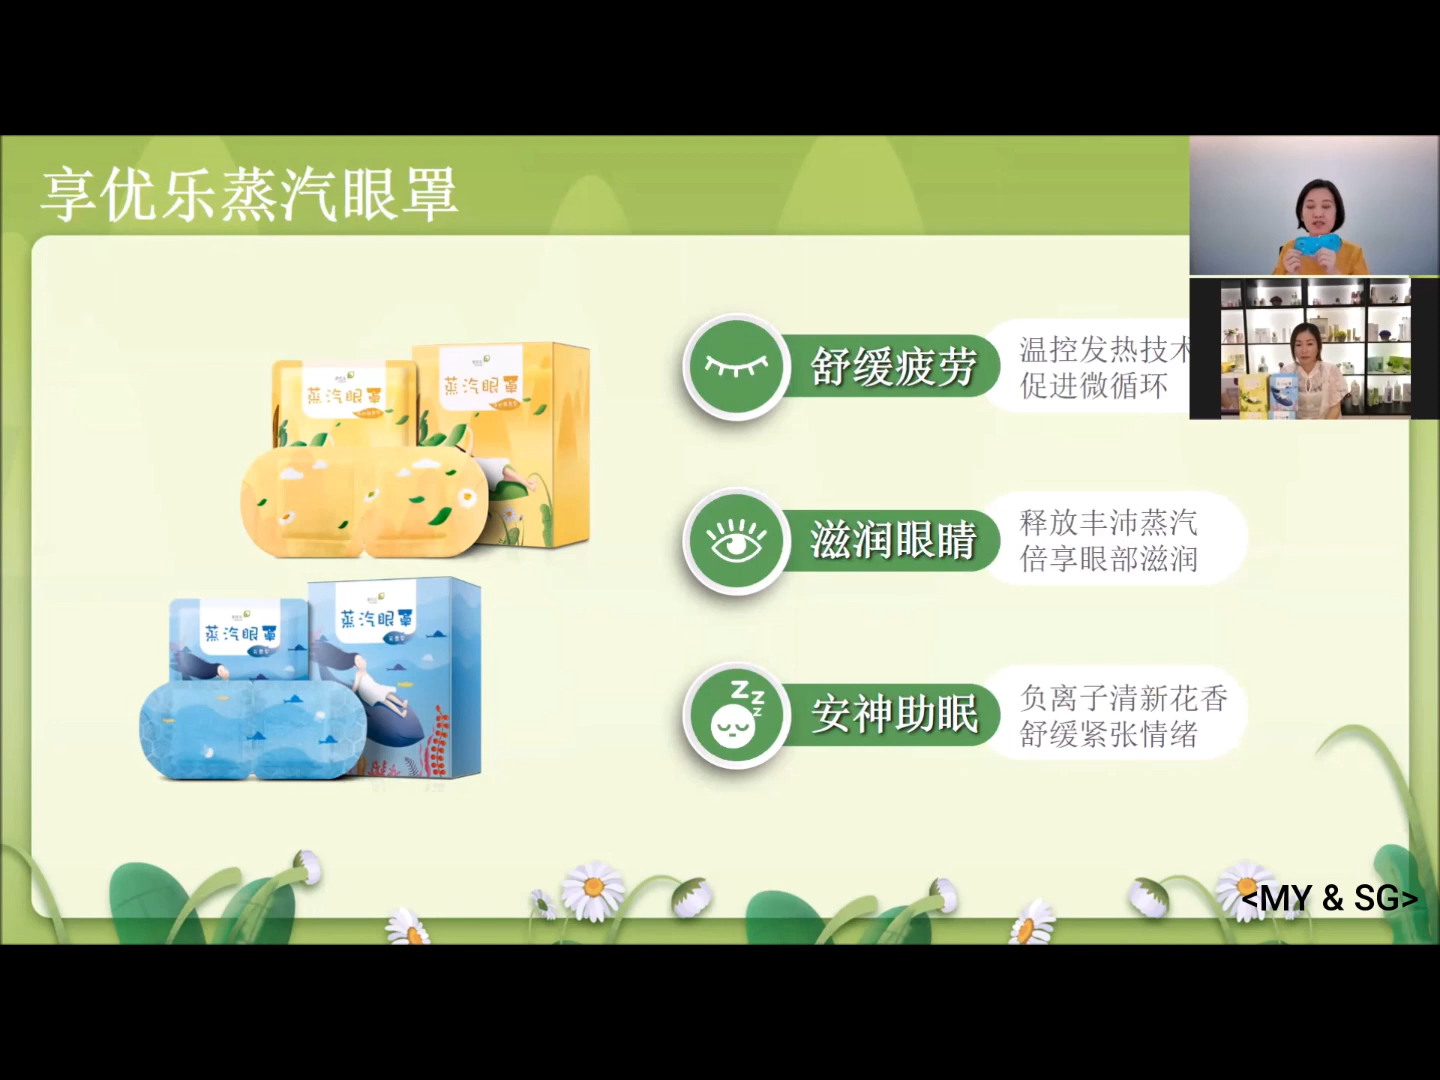 享优乐蒸汽眼罩
蒸汽眼罩
蒸汽眼罩
蒸汽眼罩
蒸汽眼罩
舒缓疲劳
温控发热技术
促进微循环
滋润眼睛
释放丰沛蒸汽
倍享眼部滋润
安神助眠
负离子清新花香
舒缓紧张情绪
<MY & SG>